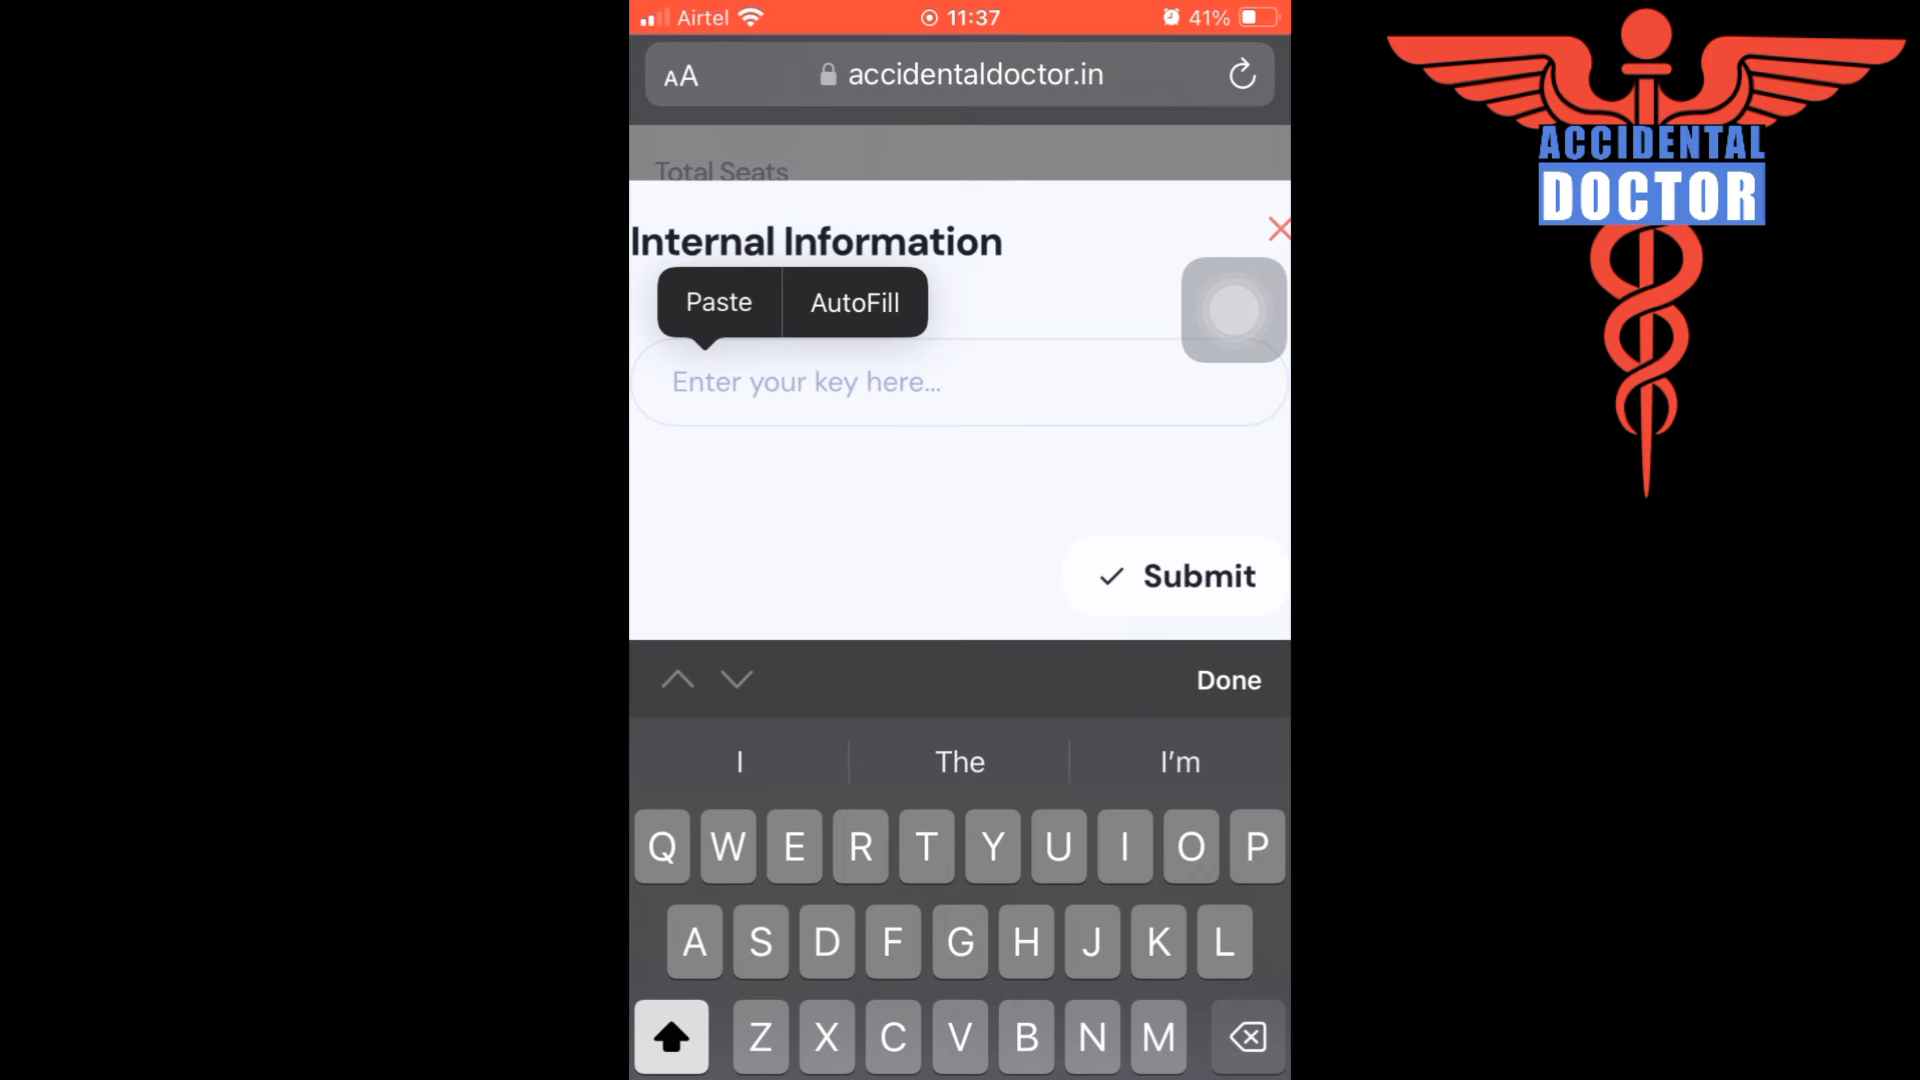 Airtel 11:37 41%
AA accidentaldoctor.in
Total Seats
Internal Information
Paste AutoFill
Enter your key here...
Submit
Done
I The I'm
Q W E R T Y U I O P
A S D F G H J K L
Z X C V B N M
ACCIDENTAL
DOCTOR